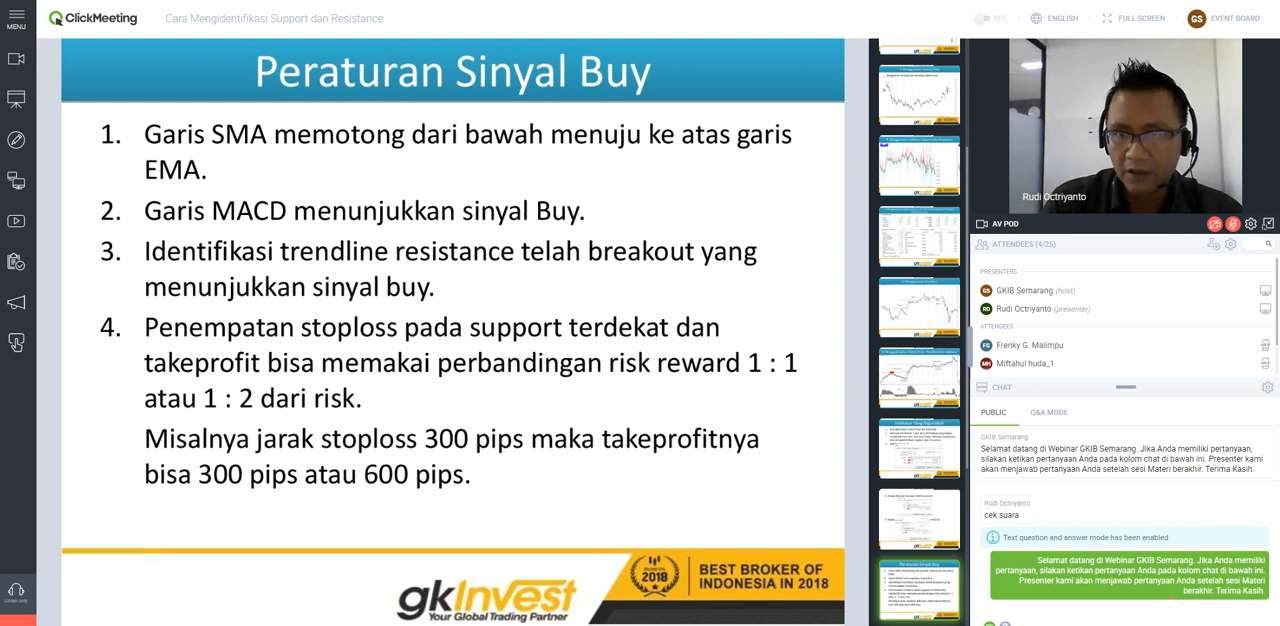 MENU
ClickMeeting
Cara Mengidentifikasi Support dan Resistance
REC
ENGLISH
FULL SCREEN
GS
EVENT BOARD
Peraturan Sinyal Buy
1. Garis SMA memotong dari bawah menuju ke atas garis
EMA.
2. Garis MACD menunjukkan sinyal Buy.
3. Identifikasi trendline resistance telah breakout yang
menunjukkan sinyal buy.
4. Penempatan stoploss pada support terdekat dan
takeprofit bisa memakai perbandingan risk reward 1 : 1
atau 1 : 2 dari risk.
Misalnya jarak stoploss 300 pips maka takeprofitnya
bisa 300 pips atau 600 pips.
gkinvest
Your Global Trading Partner
2018
BEST BROKER OF
INDONESIA IN 2018
Listen only
Rudi Octriyanto
AV POD
ATTENDEES (4/25)
PRESENTERS
GS GKIB Semarang (host)
RO Rudi Octriyanto (presenter)
ATTENDEES
FG Frenky G. Malimpu
MH Miftahul huda_1
CHAT
PUBLIC
Q&A MODE
GKIB Semarang
Selamat datang di Webinar GKIB Semarang. Jika Anda memiliki pertanyaan,
silakan ketikan pertanyaan Anda pada kolom chat di bawah ini. Presenter kami
akan menjawab pertanyaan Anda setelah sesi Materi berakhir. Terima Kasih.
Rudi Octriyanto
cek suara
Text question and answer mode has been enabled
Selamat datang di Webinar GKIB Semarang. Jika Anda memiliki
pertanyaan, silakan ketikan pertanyaan Anda pada kolom chat di bawah ini.
Presenter kami akan menjawab pertanyaan Anda setelah sesi Materi
berakhir. Terima Kasih.